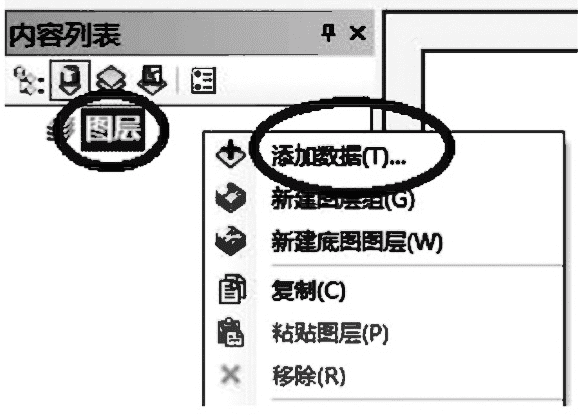 内容列表
图层
添加数据(T)...
新建图层组(G)
新建底图图层(W)
复制(C)
粘贴图层(P)
移除(R)